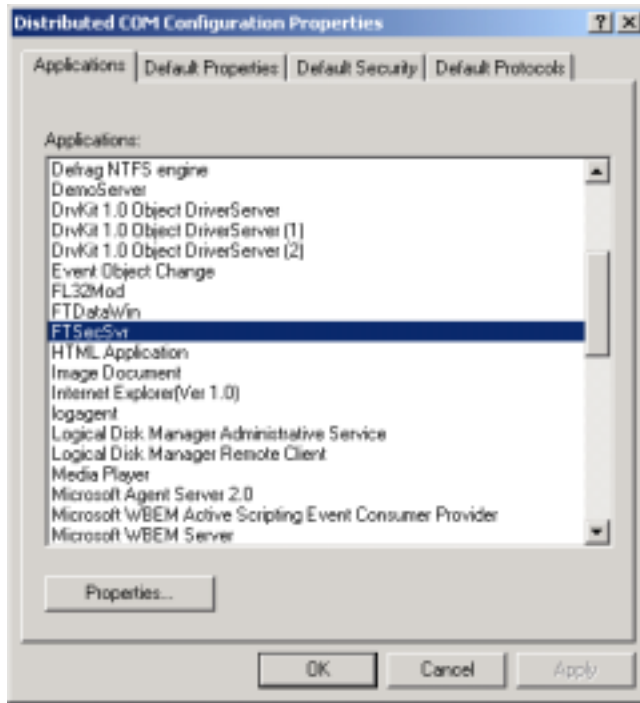 Distributed COM Configuration Properties
Applications
Default Properties
Default Security
Default Protocols
Applications:
Defrag NTFS engine
DemoServer
DrvKit 1.0 Object DriverServer
DrvKit 1.0 Object DriverServer (1)
DrvKit 1.0 Object DriverServer (2)
Event Object Change
FL32Mod
FTDataWin
FTSecSvr
HTML Application
Image Document
Internet Explorer(Ver 1.0)
logagent
Logical Disk Manager Administrative Service
Logical Disk Manager Remote Client
Media Player
Microsoft Agent Server 2.0
Microsoft WBEM Active Scripting Event Consumer Provider
Microsoft WBEM Server
Properties...
OK
Cancel
Apply